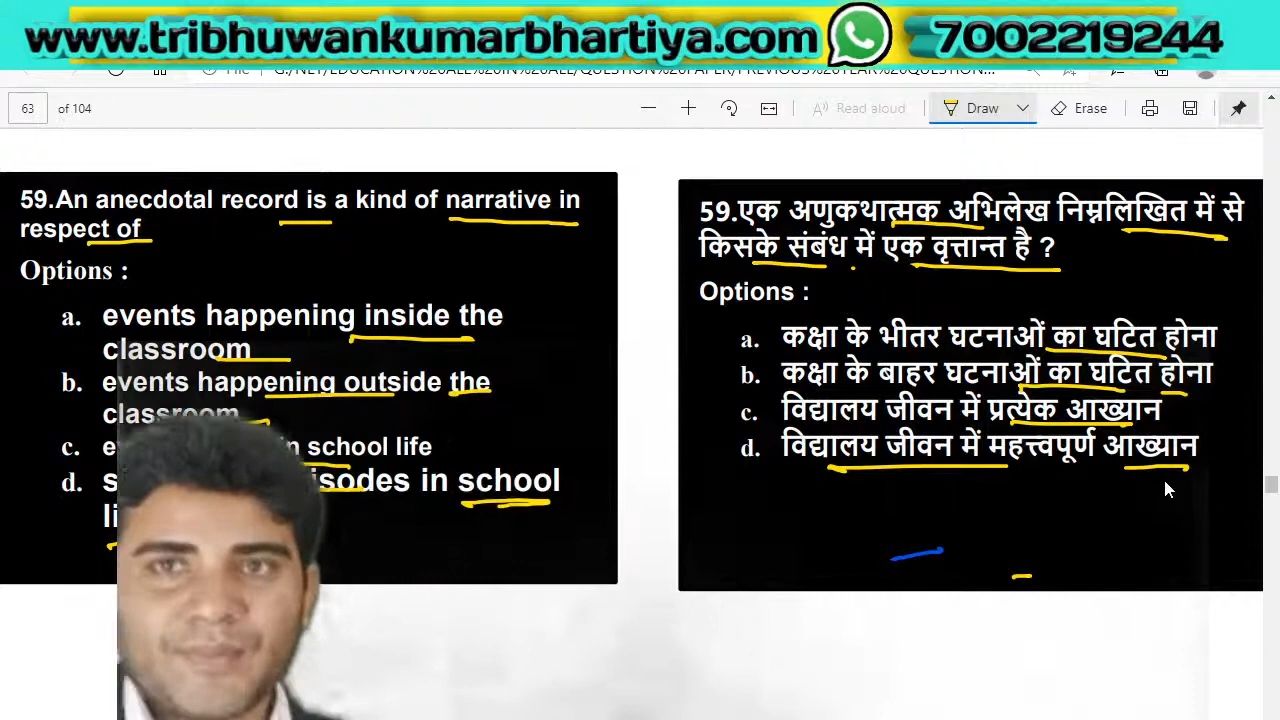 www.tribhuwankumarbhartiya.com 7002219244
63 of 104 Read aloud Draw Erase
59.An anecdotal record is a kind of narrative in
respect of
Options :
a. events happening inside the
classroom
b. events happening outside the
classroom
c. in school life
d. in school
59.एक अणुकथात्मक अभिलेख निम्नलिखित में से
किसके संबंध में एक वृत्तान्त है ?
Options :
a. कक्षा के भीतर घटनाओं का घटित होना
b. कक्षा के बाहर घटनाओं का घटित होना
c. विद्यालय जीवन में प्रत्येक आख्यान
d. विद्यालय जीवन में महत्त्वपूर्ण आख्यान